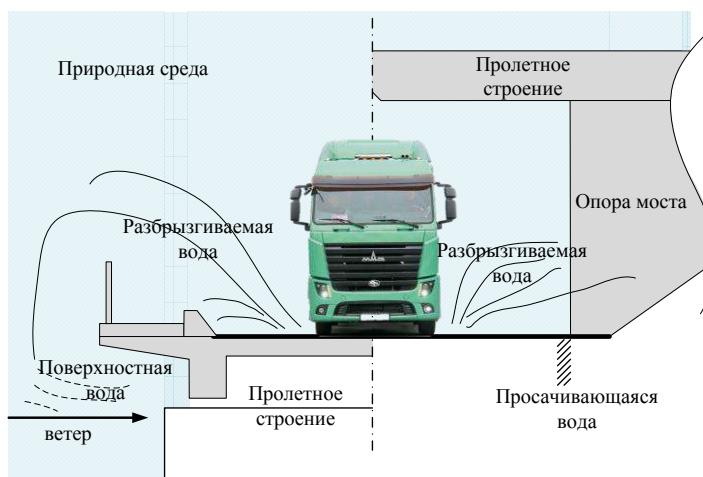 Природная среда
Пролетное
строение
Опора моста
Разбрызгиваемая
вода
Разбрызгиваемая
вода
Поверхностная
вода
ветер
Пролетное
строение
Просачивающаяся
вода